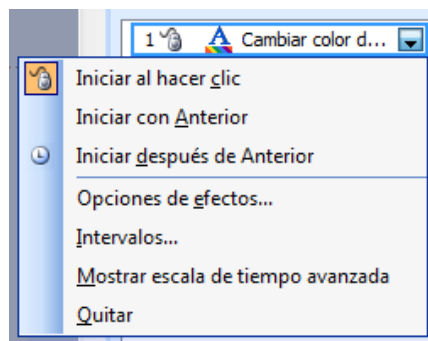 1 A Cambiar color d...
Iniciar al hacer clic
Iniciar con Anterior
Iniciar después de Anterior
Opciones de efectos...
Intervalos...
Mostrar escala de tiempo avanzada
Quitar